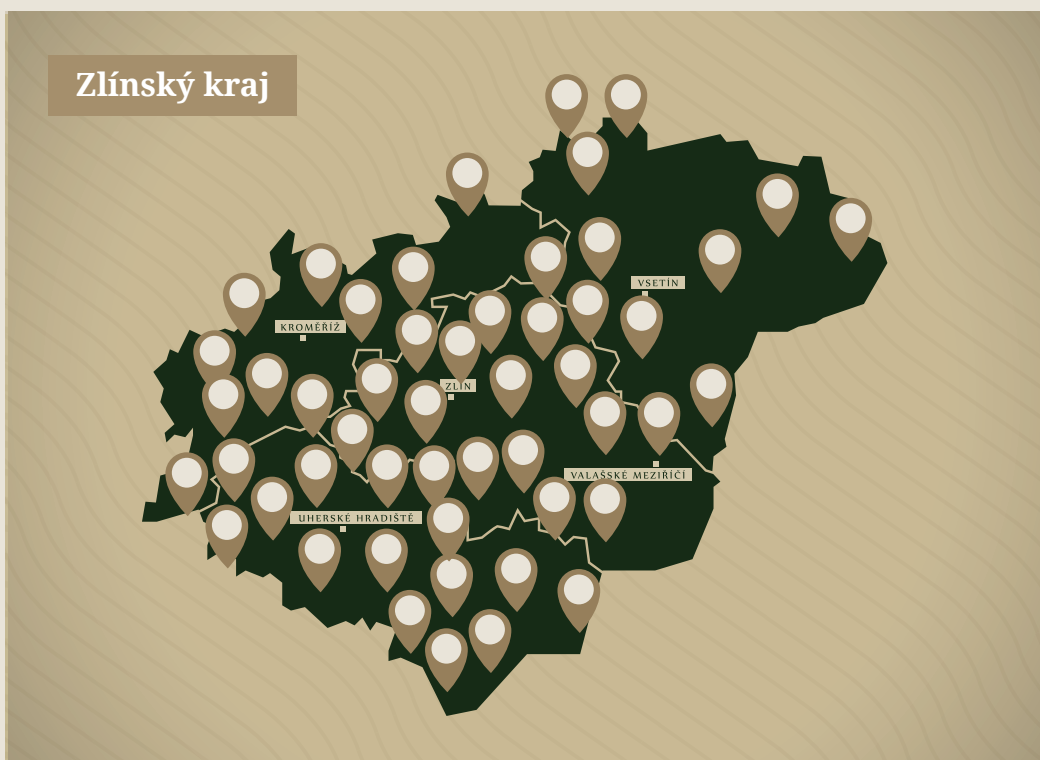 Zlínský kraj
VSETÍN
KROMĚŘÍŽ
ZLÍN
VALAŠSKÉ MEZIŘÍČÍ
UHERSKÉ HRADIŠTĚ